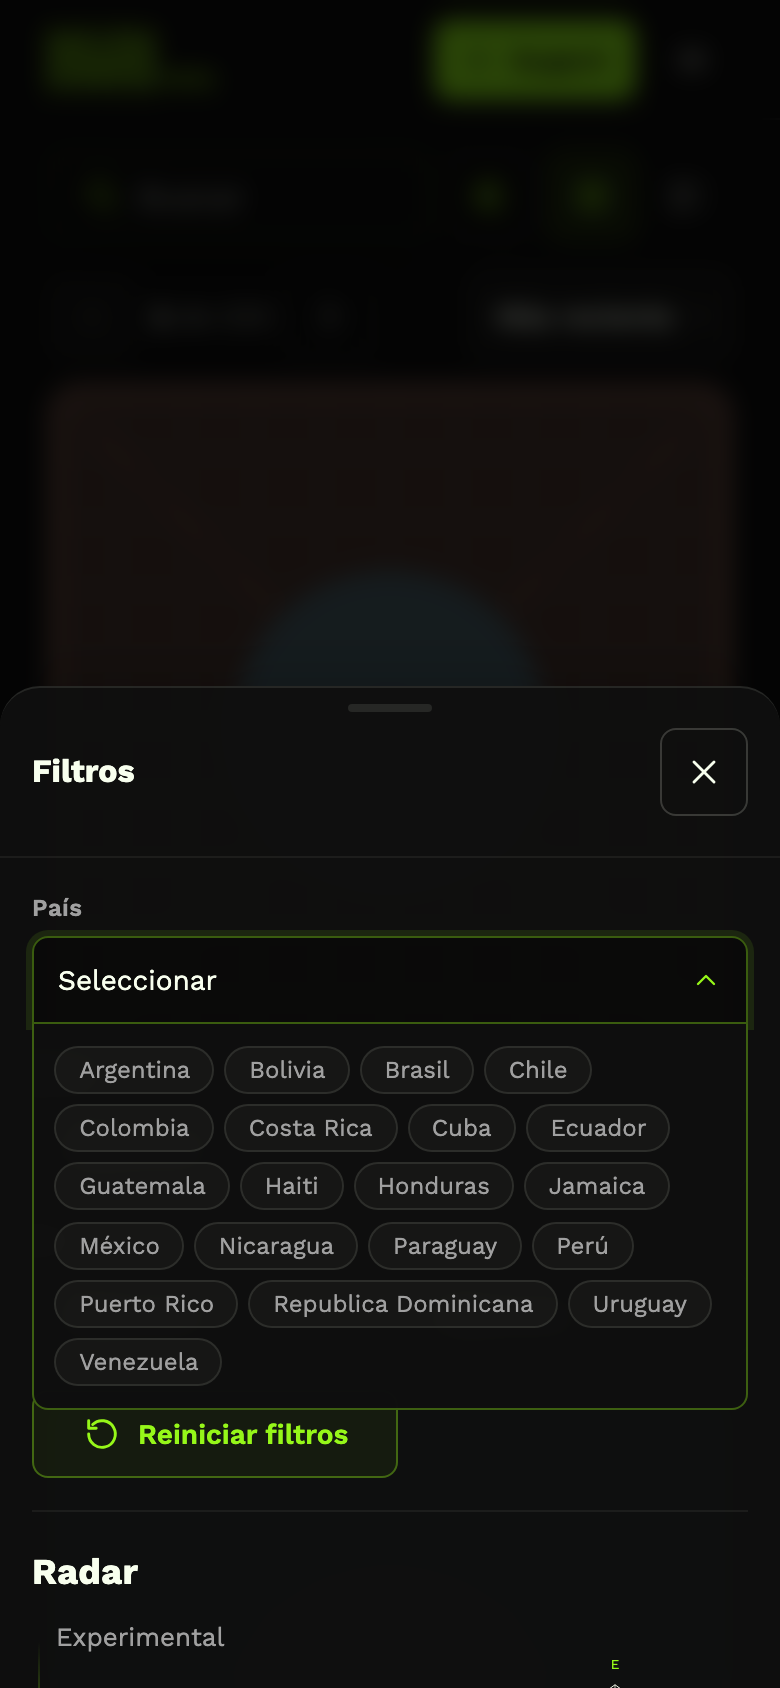 Filtros
País
Seleccionar
Argentina Bolivia Brasil Chile
Colombia Costa Rica Cuba Ecuador
Guatemala Haiti Honduras Jamaica
México Nicaragua Paraguay Perú
Puerto Rico Republica Dominicana Uruguay
Venezuela
Reiniciar filtros
Radar
Experimental
E